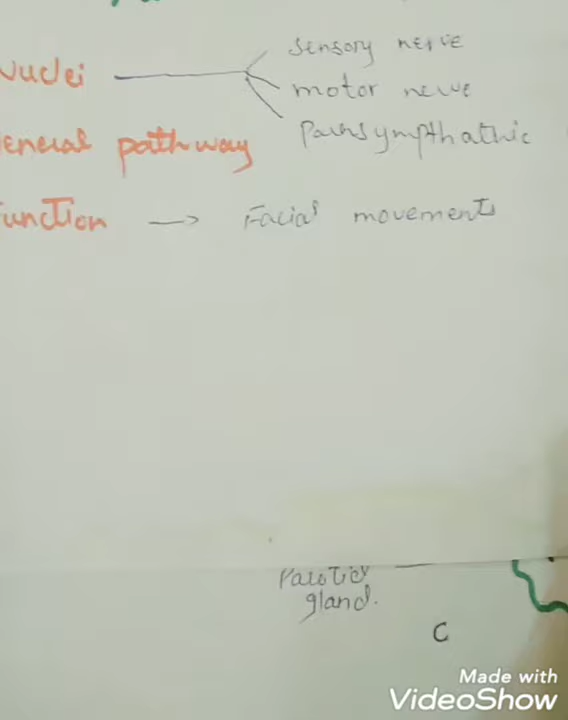 Nuclei
sensory nerve
motor nerve
Parasympthathic
General pathway
Function → Facial movements
Parotid
gland.
C
Made with
VideoShow